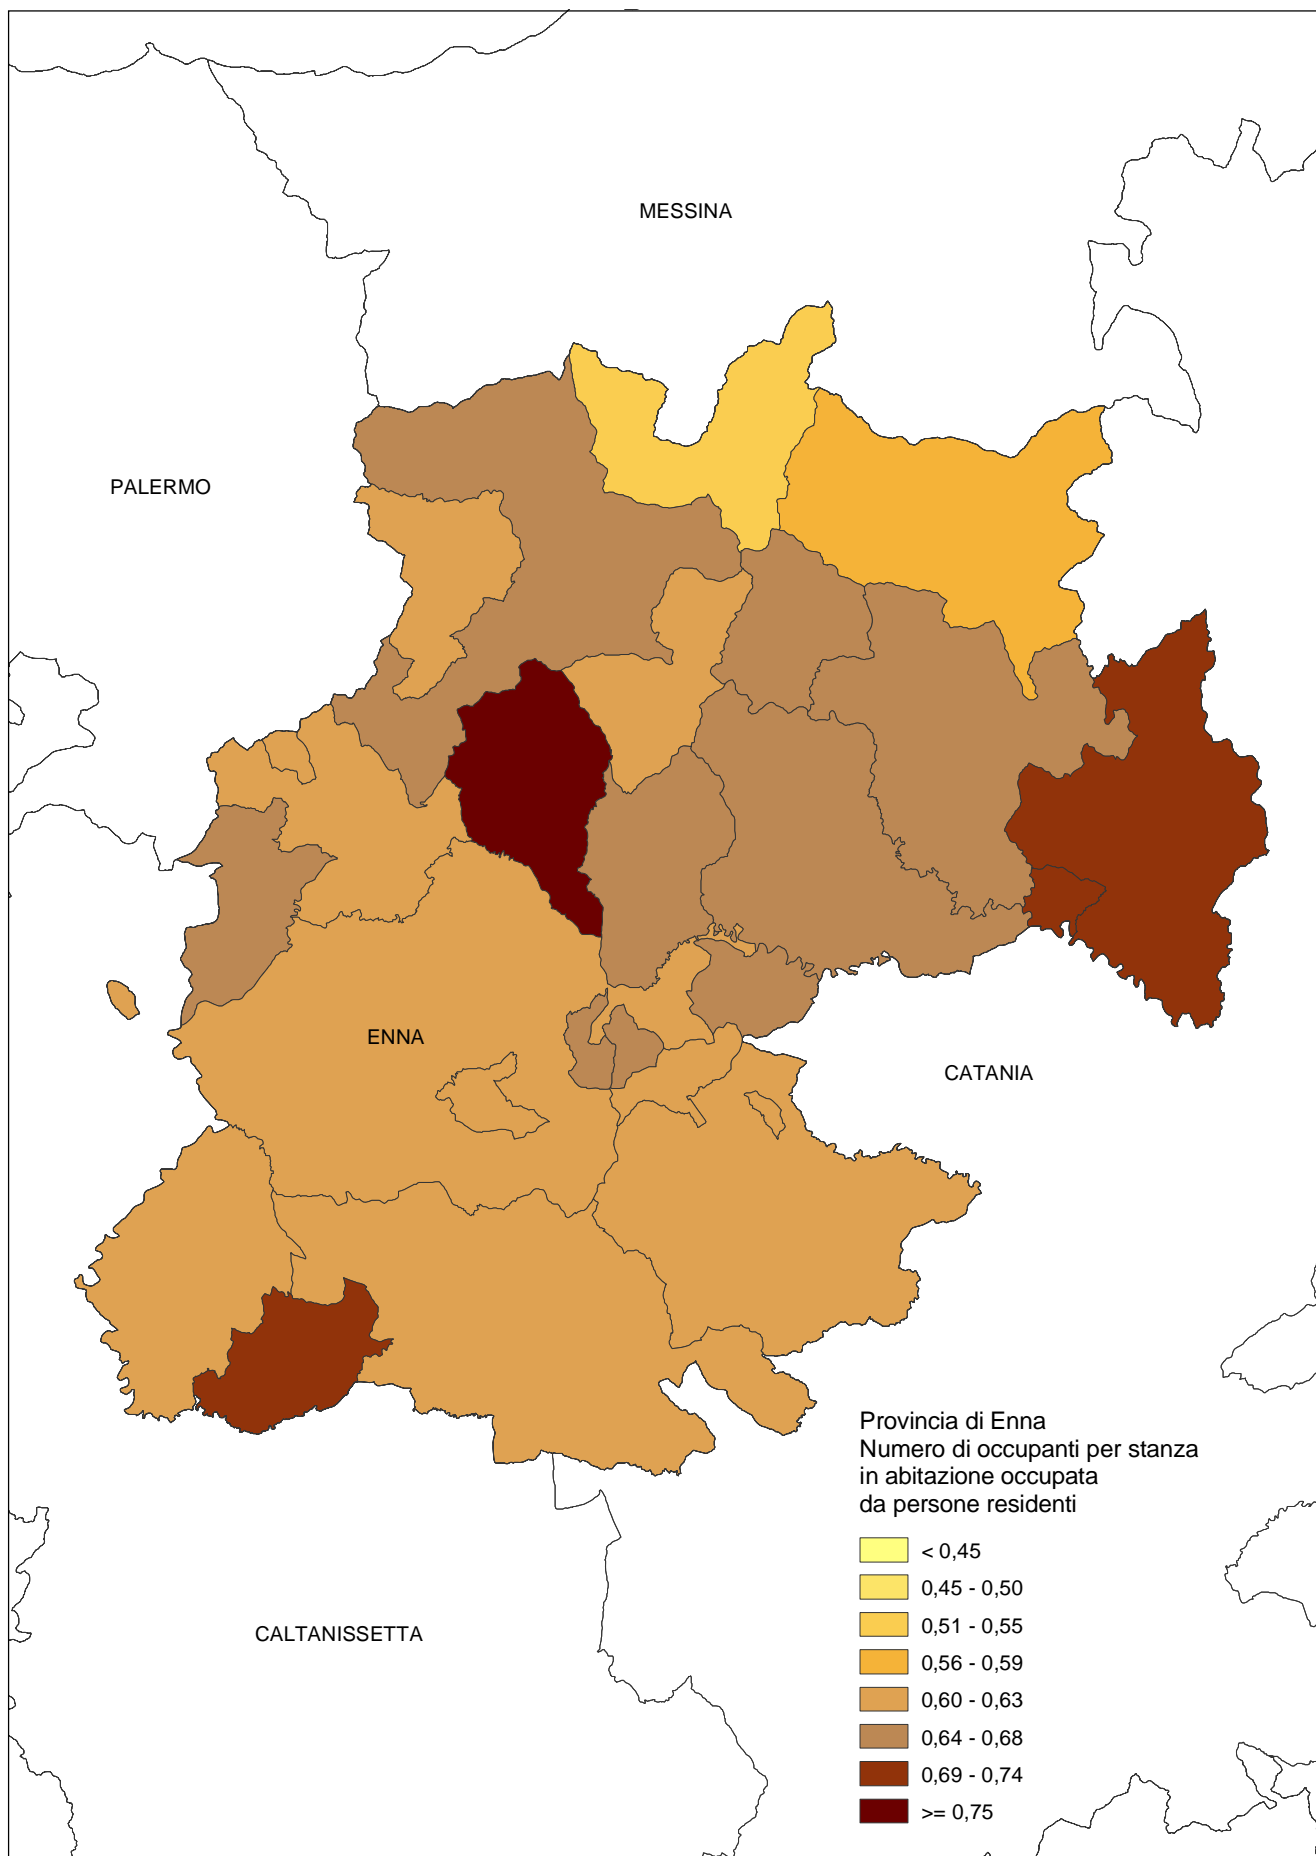 MESSINA
PALERMO
ENNA
CATANIA
CALTANISSETTA
Provincia di Enna
Numero di occupanti per stanza
in abitazione occupata
da persone residenti
< 0,45
0,45 - 0,50
0,51 - 0,55
0,56 - 0,59
0,60 - 0,63
0,64 - 0,68
0,69 - 0,74
>= 0,75